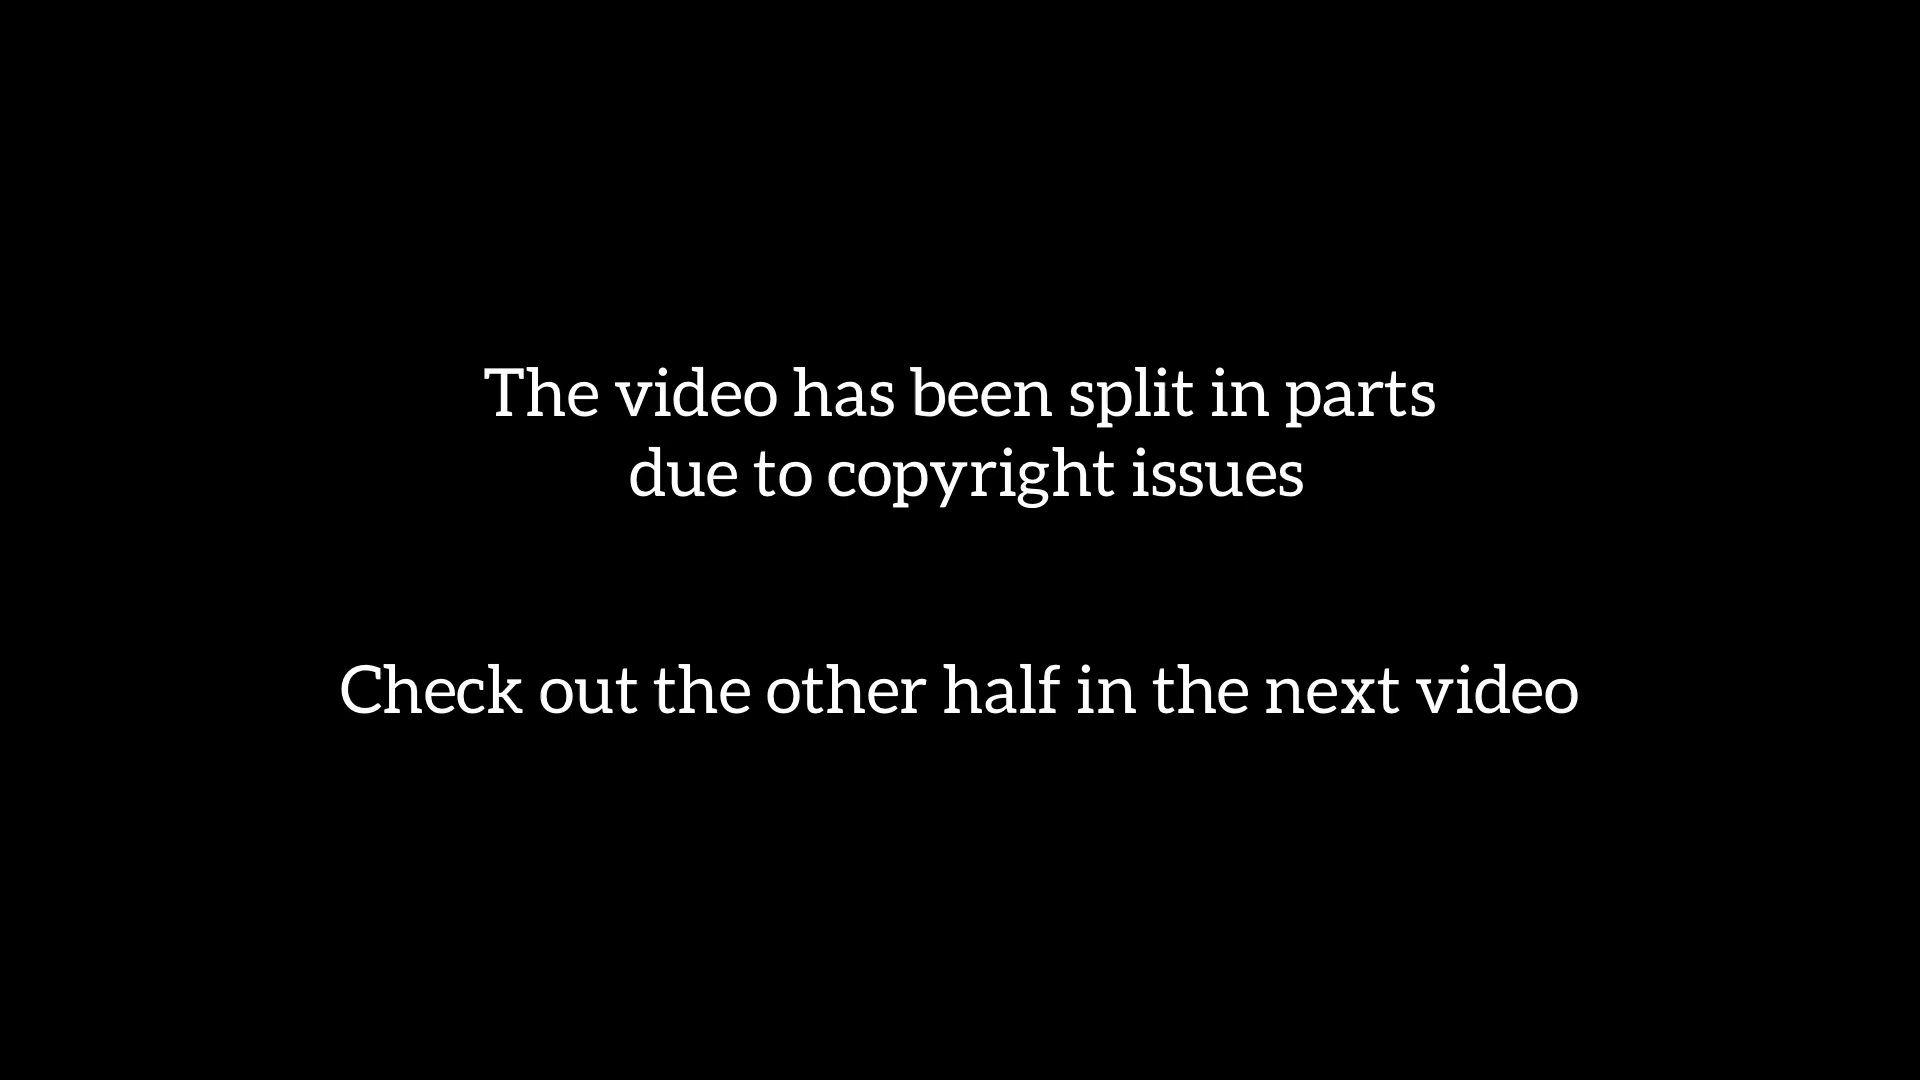 The video has been split in parts
due to copyright issues
Check out the other half in the next video